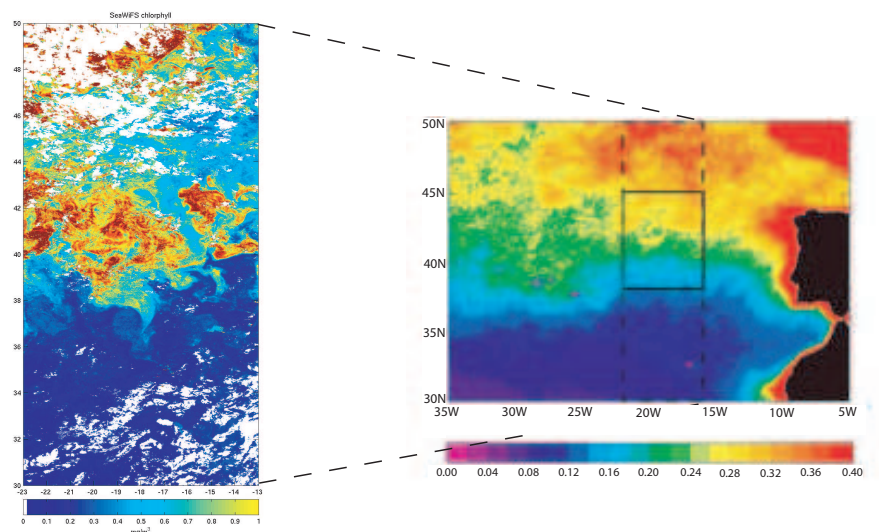 SeaWiFS chlorphyll
50
48
46
44
42
40
38
36
34
32
30
-23 -22 -21 -20 -19 -18 -17 -16 -15 -14 -13
0 0.1 0.2 0.3 0.4 0.5 0.6 0.7 0.8 0.9 1
50N
45N
40N
35N
30N
35W 30W 25W 20W 15W 10W 5W
0.00 0.04 0.08 0.12 0.16 0.20 0.24 0.28 0.32 0.36 0.40